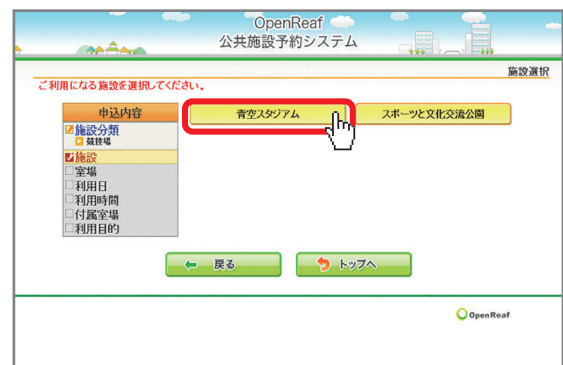 OpenReaf
公共施設予約システム
施設選択
ご利用になる施設を選択してください。
申込内容
施設分類
競技場
施設
室場
利用日
利用時間
付属室場
利用目的
青空スタジアム
スポーツと文化交流公園
戻る
トップへ
OpenReaf